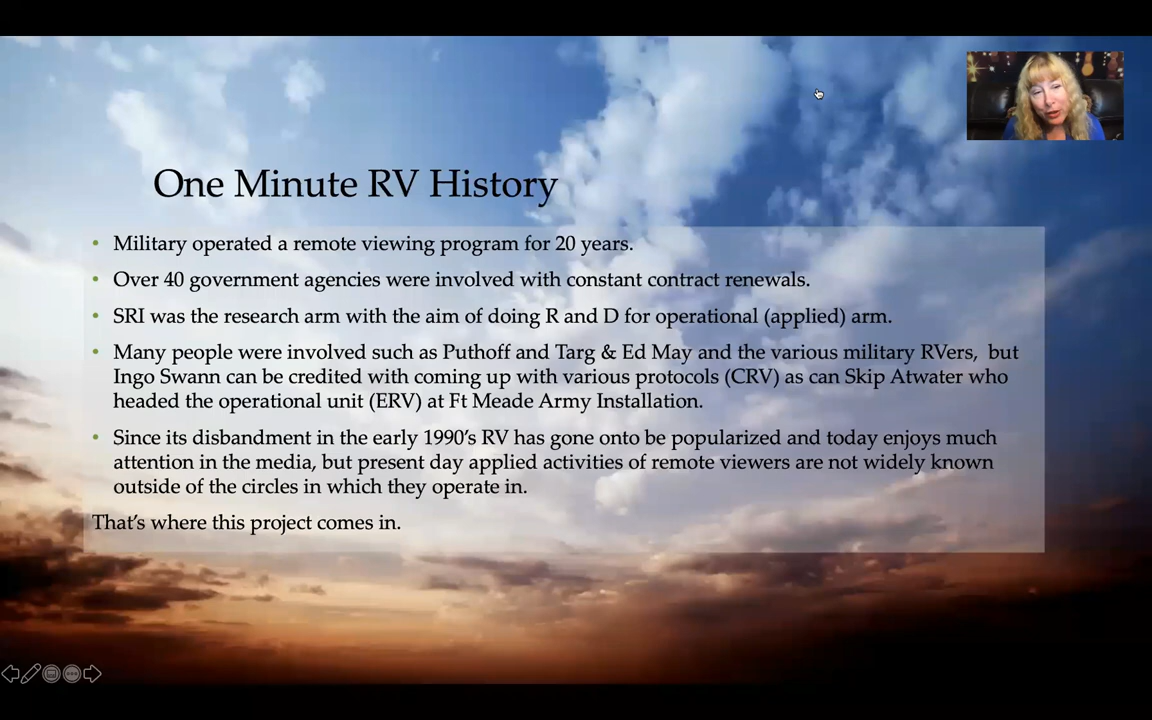 One Minute RV History
• Military operated a remote viewing program for 20 years.
• Over 40 government agencies were involved with constant contract renewals.
• SRI was the research arm with the aim of doing R and D for operational (applied) arm.
• Many people were involved such as Puthoff and Targ & Ed May and the various military RVers, but
Ingo Swann can be credited with coming up with various protocols (CRV) as can Skip Atwater who
headed the operational unit (ERV) at Ft Meade Army Installation.
• Since its disbandment in the early 1990's RV has gone onto be popularized and today enjoys much
attention in the media, but present day applied activities of remote viewers are not widely known
outside of the circles in which they operate in.
That's where this project comes in.